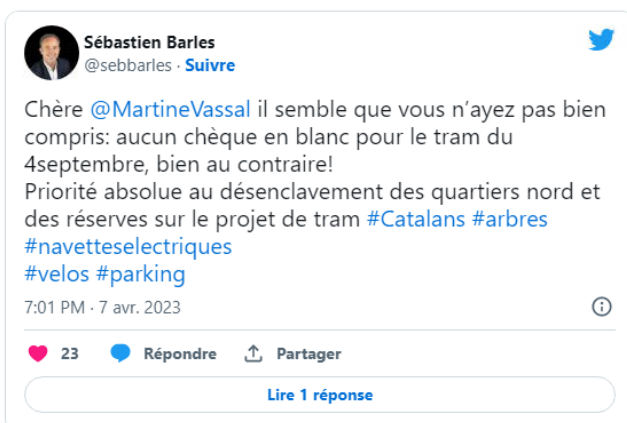 Sébastien Barles
@sebbarles · Suivre
Chère @MartineVassal il semble que vous n’ayez pas bien
compris: aucun chèque en blanc pour le tram du
4septembre, bien au contraire!
Priorité absolue au désenclavement des quartiers nord et
des réserves sur le projet de tram #Catalans #arbres
#navetteselectriques
#velos #parking
7:01 PM · 7 avr. 2023
23 Répondre Partager
Lire 1 réponse